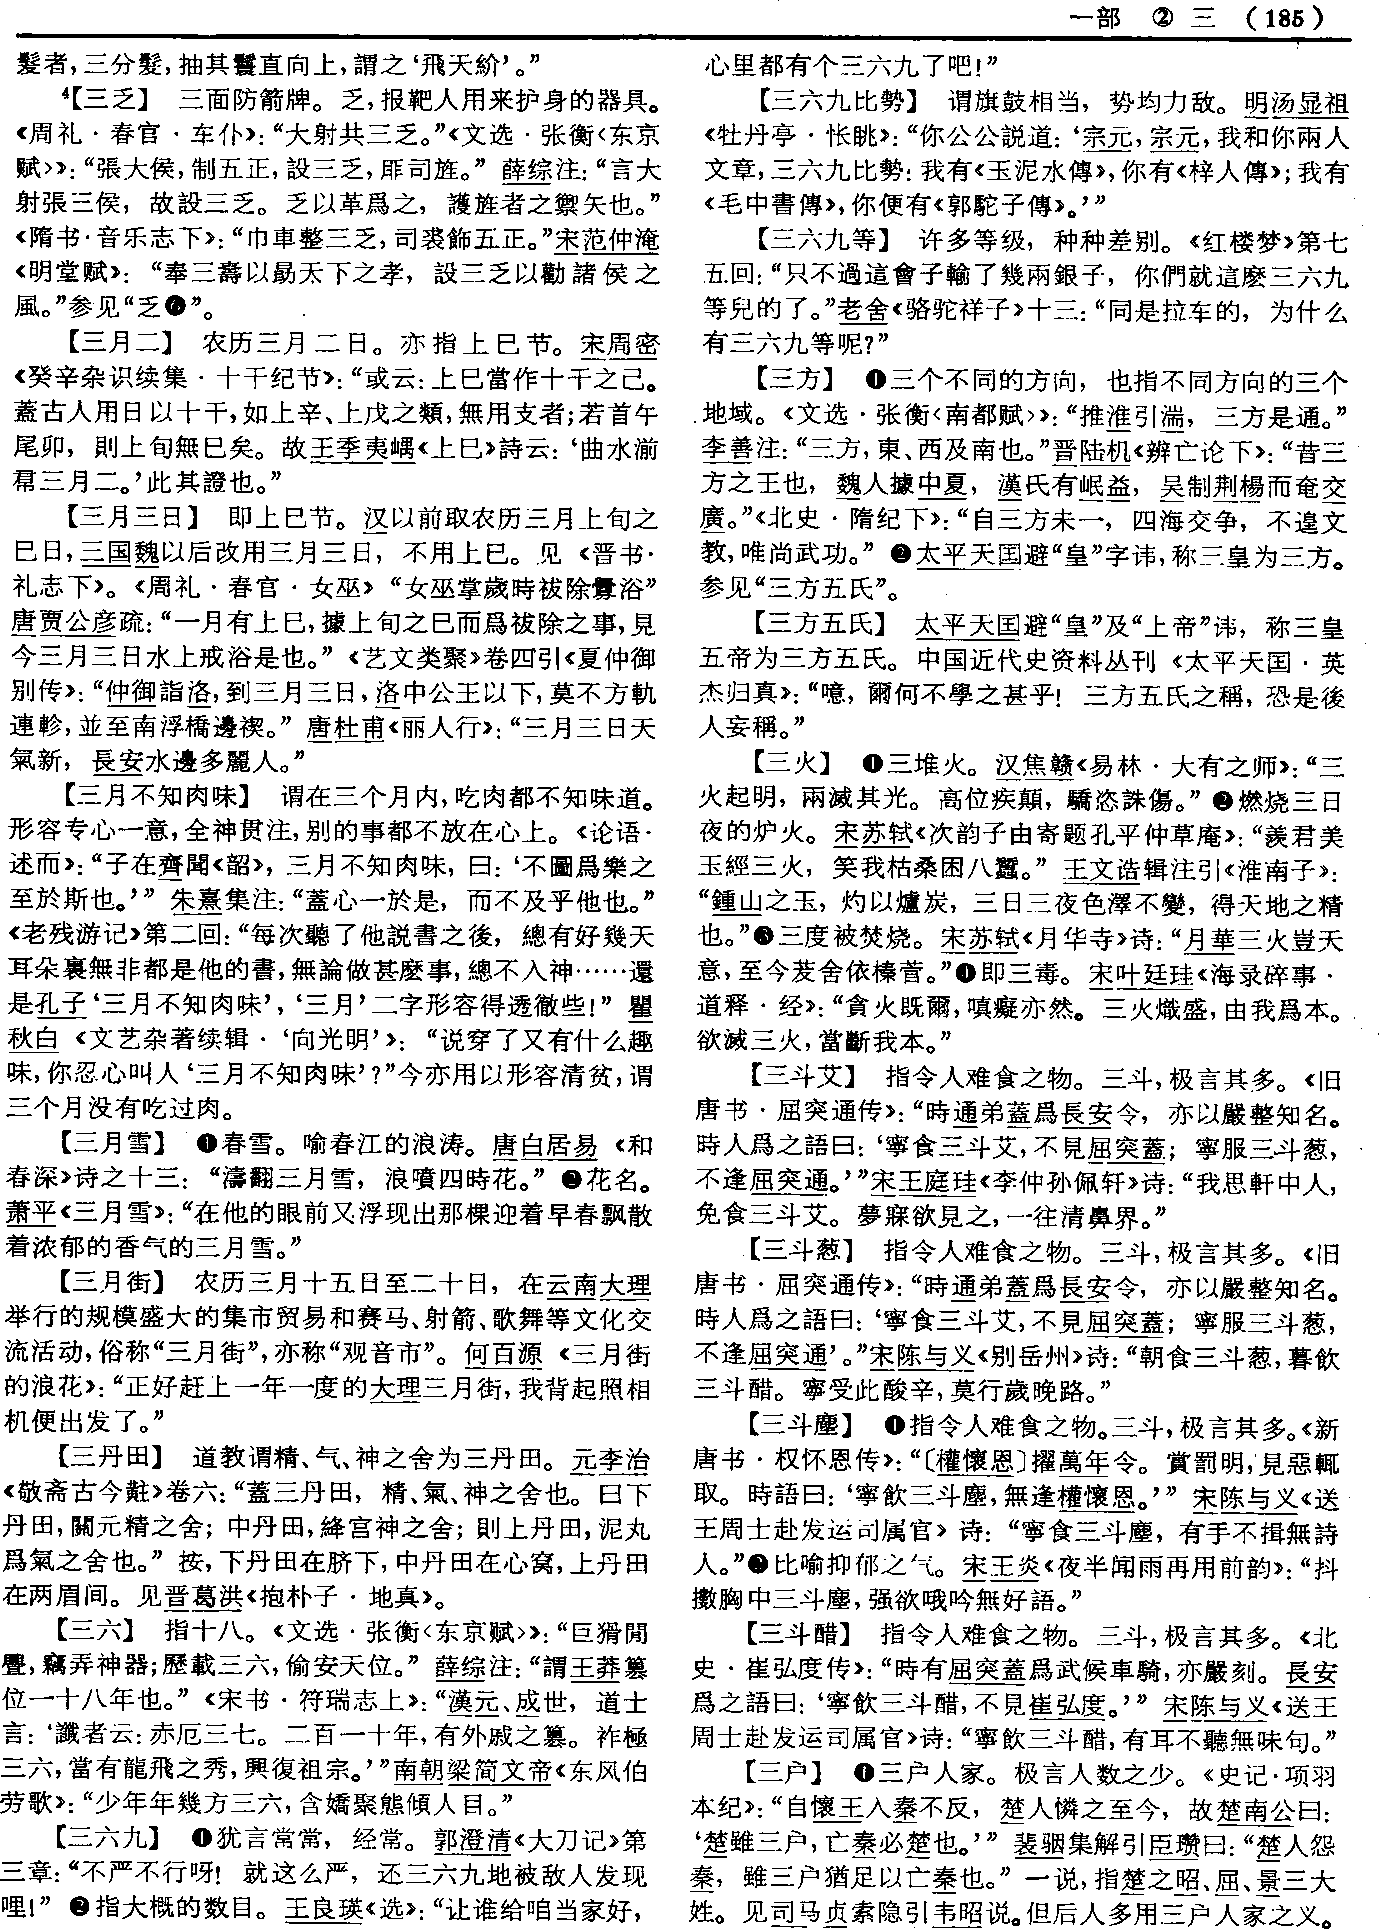 一部 ② 三 （185）
髮者，三分髮，抽其鬟直向上，謂之‘飛天紒’。”
⁴【三乏】 三面防箭牌。乏，报靶人用来护身的器具。
《周礼·春官·车仆》：“大射共三乏。”《文选·张衡〈东京
赋〉》：“張大侯，制五正，設三乏，厞司旌。” 薛综注：“言大
射張三侯，故設三乏。乏以革爲之，護旌者之禦矢也。”
《隋书·音乐志下》：“巾車整三乏，司裘飾五正。”宋范仲淹
《明堂赋》：“奉三壽以勗天下之孝，設三乏以勸諸侯之
風。”参见“乏❻”。
【三月二】 农历三月二日。亦指上巳节。宋周密
《癸辛杂识续集·十干纪节》：“或云：上巳當作十干之己。
蓋古人用日以十干，如上辛、上戊之類，無用支者；若首午
尾卯，則上旬無巳矣。故王季夷嵎《上巳》詩云：‘曲水湔
帬三月二。’此其證也。”
【三月三日】 即上巳节。汉以前取农历三月上旬之
巳日，三国魏以后改用三月三日，不用上巳。见《晋书·
礼志下》。《周礼·春官·女巫》“女巫掌歲時祓除釁浴”
唐贾公彦疏：“一月有上巳，據上旬之巳而爲祓除之事，見
今三月三日水上戒浴是也。”《艺文类聚》卷四引《夏仲御
别传》：“仲御詣洛，到三月三日，洛中公王以下，莫不方軌
連軫，並至南浮橋邊禊。” 唐杜甫《丽人行》：“三月三日天
氣新，長安水邊多麗人。”
【三月不知肉味】 谓在三个月内，吃肉都不知味道。
形容专心一意，全神贯注，别的事都不放在心上。《论语·
述而》：“子在齊聞《韶》，三月不知肉味，曰：‘不圖爲樂之
至於斯也。’” 朱熹集注：“蓋心一於是，而不及乎他也。”
《老残游记》第二回：“每次聽了他説書之後，總有好幾天
耳朵裏無非都是他的書，無論做甚麽事，總不入神……還
是孔子‘三月不知肉味’，‘三月’二字形容得透徹些！” 瞿
秋白《文艺杂著续辑·‘向光明’》：“说穿了又有什么趣
味，你忍心叫人‘三月不知肉味’？”今亦用以形容清贫，谓
三个月没有吃过肉。
【三月雪】 ❶春雪。喻春江的浪涛。唐白居易《和
春深》诗之十三：“濤翻三月雪，浪噴四時花。” ❷花名。
萧平《三月雪》：“在他的眼前又浮现出那棵迎着早春飘散
着浓郁的香气的三月雪。”
【三月街】 农历三月十五日至二十日，在云南大理
举行的规模盛大的集市贸易和赛马、射箭、歌舞等文化交
流活动，俗称“三月街”，亦称“观音市”。何百源《三月街
的浪花》：“正好赶上一年一度的大理三月街，我背起照相
机便出发了。”
【三丹田】 道教谓精、气、神之舍为三丹田。元李治
《敬斋古今黈》卷六：“蓋三丹田，精、氣、神之舍也。曰下
丹田，關元精之舍；中丹田，絳宫神之舍；則上丹田，泥丸
爲氣之舍也。” 按，下丹田在脐下，中丹田在心窝，上丹田
在两眉间。见晋葛洪《抱朴子·地真》。
【三六】 指十八。《文选·张衡〈东京赋〉》：“巨猾閒
舋，竊弄神器；歷載三六，偷安天位。” 薛综注：“謂王莽篡
位一十八年也。”《宋书·符瑞志上》：“漢元、成世，道士
言：‘讖者云：赤厄三七。二百一十年，有外戚之篡。祚極
三六，當有龍飛之秀，興復祖宗。’”南朝梁简文帝《东风伯
劳歌》：“少年年幾方三六，含嬌聚態傾人目。”
【三六九】 ❶犹言常常，经常。郭澄清《大刀记》第
三章：“不严不行呀！就这么严，还三六九地被敌人发现
哩！” ❷指大概的数目。王良瑛《选》：“让谁给咱当家好，
心里都有个三六九了吧！”
【三六九比勢】 谓旗鼓相当，势均力敌。明汤显祖
《牡丹亭·怅眺》：“你公公説道：‘宗元，宗元，我和你兩人
文章，三六九比勢：我有《玉泥水傳》，你有《梓人傳》；我有
《毛中書傳》，你便有《郭駝子傳》。’”
【三六九等】 许多等级，种种差别。《红楼梦》第七
五回：“只不過這會子輸了幾兩銀子，你們就這麽三六九
等兒的了。”老舍《骆驼祥子》十三：“同是拉车的，为什么
有三六九等呢？”
【三方】 ❶三个不同的方向，也指不同方向的三个
地域。《文选·张衡〈南都赋〉》：“推淮引湍，三方是通。”
李善注：“三方，東、西及南也。”晋陆机《辨亡论下》：“昔三
方之王也，魏人據中夏，漢氏有岷益，吴制荆楊而奄交
廣。”《北史·隋纪下》：“自三方未一，四海交争，不遑文
教，唯尚武功。” ❷太平天囯避“皇”字讳，称三皇为三方。
参见“三方五氏”。
【三方五氏】 太平天囯避“皇”及“上帝”讳，称三皇
五帝为三方五氏。中国近代史资料丛刊《太平天囯·英
杰归真》：“噫，爾何不學之甚乎！三方五氏之稱，恐是後
人妄稱。”
【三火】 ❶三堆火。汉焦赣《易林·大有之师》：“三
火起明，兩滅其光。高位疾顛，驕恣誅傷。” ❷燃烧三日
夜的炉火。宋苏轼《次韵子由寄题孔平仲草庵》：“羨君美
玉經三火，笑我枯桑困八蠶。” 王文诰辑注引《淮南子》：
“鍾山之玉，灼以爐炭，三日三夜色澤不變，得天地之精
也。”❸三度被焚烧。宋苏轼《月华寺》诗：“月華三火豈天
意，至今茇舍依榛菅。”❹即三毒。宋叶廷珪《海录碎事·
道释·经》：“貪火既爾，嗔癡亦然。三火熾盛，由我爲本。
欲滅三火，當斷我本。”
【三斗艾】 指令人难食之物。三斗，极言其多。《旧
唐书·屈突通传》：“時通弟蓋爲長安令，亦以嚴整知名。
時人爲之語曰：‘寧食三斗艾，不見屈突蓋；寧服三斗葱，
不逢屈突通。’”宋王庭珪《李仲孙佩轩》诗：“我思軒中人，
免食三斗艾。夢寐欲見之，一往清鼻界。”
【三斗葱】 指令人难食之物。三斗，极言其多。《旧
唐书·屈突通传》：“時通弟蓋爲長安令，亦以嚴整知名。
時人爲之語曰：‘寧食三斗艾，不見屈突蓋；寧服三斗葱，
不逢屈突通’。”宋陈与义《别岳州》诗：“朝食三斗葱，暮飲
三斗醋。寧受此酸辛，莫行歲晚路。”
【三斗塵】 ❶指令人难食之物。三斗，极言其多。《新
唐书·权怀恩传》：“〔權懷恩〕擢萬年令。賞罰明，見惡輒
取。時語曰：‘寧飲三斗塵，無逢權懷恩。’” 宋陈与义《送
王周士赴发运司属官》诗：“寧食三斗塵，有手不揖無詩
人。”❷比喻抑郁之气。宋王炎《夜半闻雨再用前韵》：“抖
擻胸中三斗塵，强欲哦吟無好語。”
【三斗醋】 指令人难食之物。三斗，极言其多。《北
史·崔弘度传》：“時有屈突蓋爲武候車騎，亦嚴刻。長安
爲之語曰：‘寧飲三斗醋，不見崔弘度。’” 宋陈与义《送王
周士赴发运司属官》诗：“寧飲三斗醋，有耳不聽無味句。”
【三户】 ❶三户人家。极言人数之少。《史记·项羽
本纪》：“自懷王入秦不反，楚人憐之至今，故楚南公曰：
‘楚雖三户，亡秦必楚也。’” 裴骃集解引臣瓒曰：“楚人怨
秦，雖三户猶足以亡秦也。” 一说，指楚之昭、屈、景三大
姓。见司马贞索隐引韦昭说。但后人多用三户人家之义。